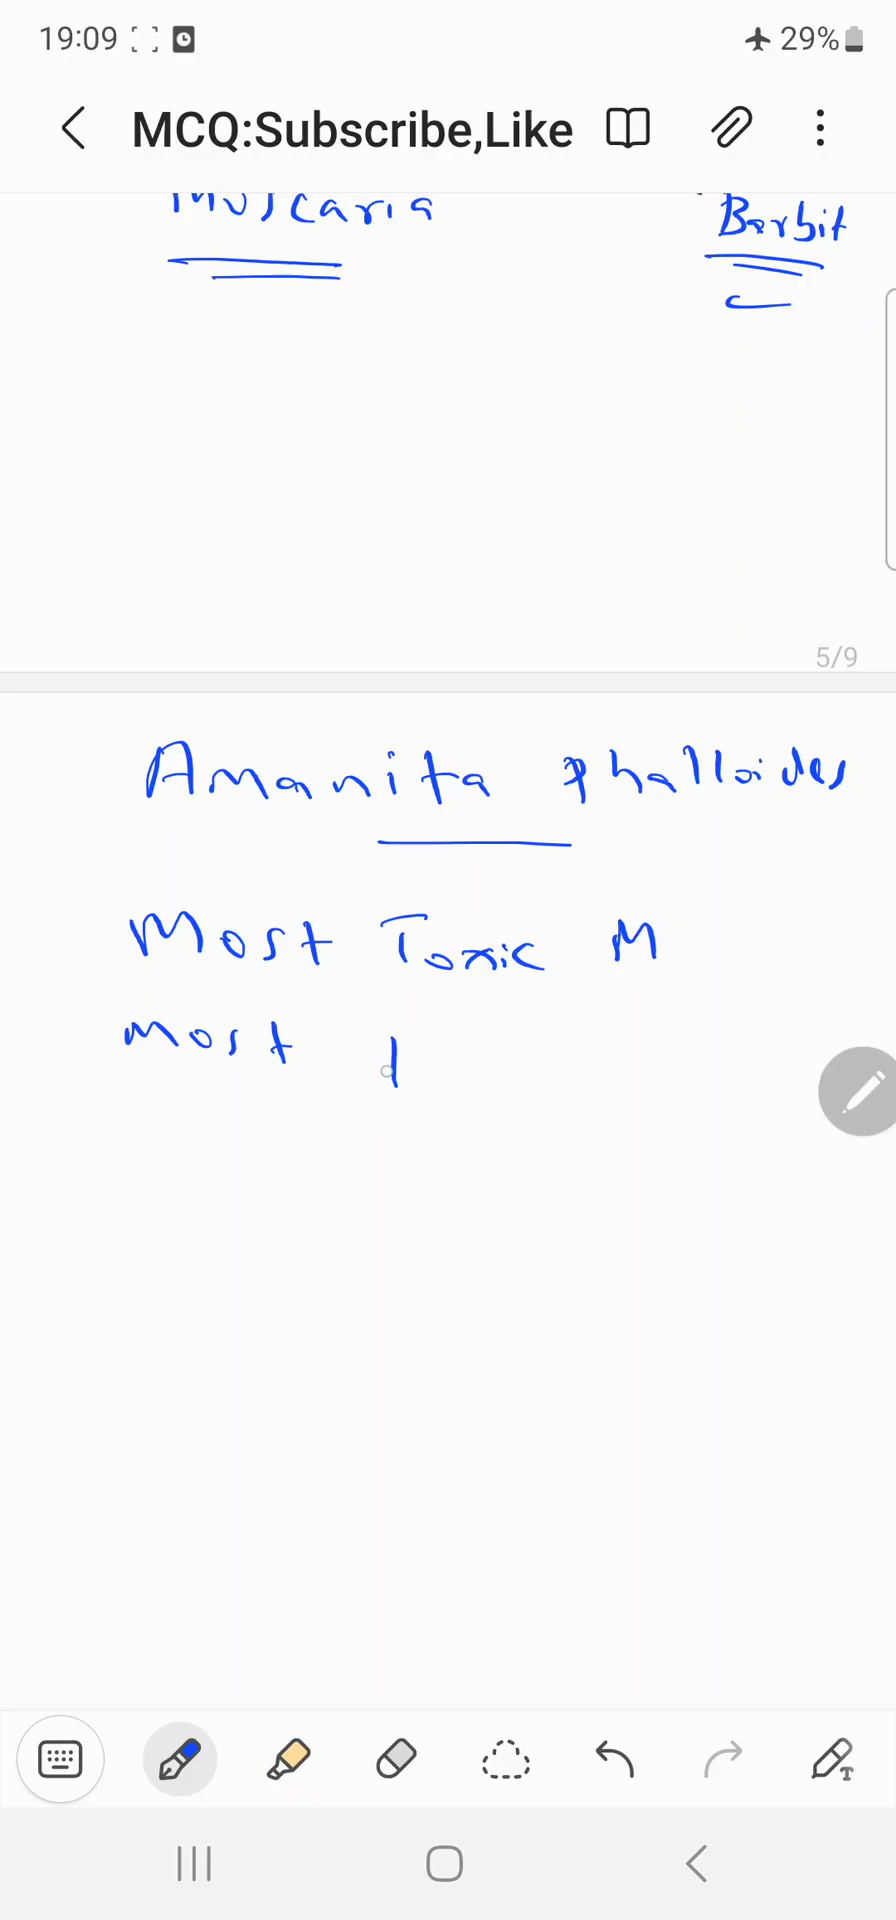 19:09 29%
MCQ:Subscribe,Like
Muscaria Barbit
5/9
Amanita phalloides
Most Toxic M
Most
T